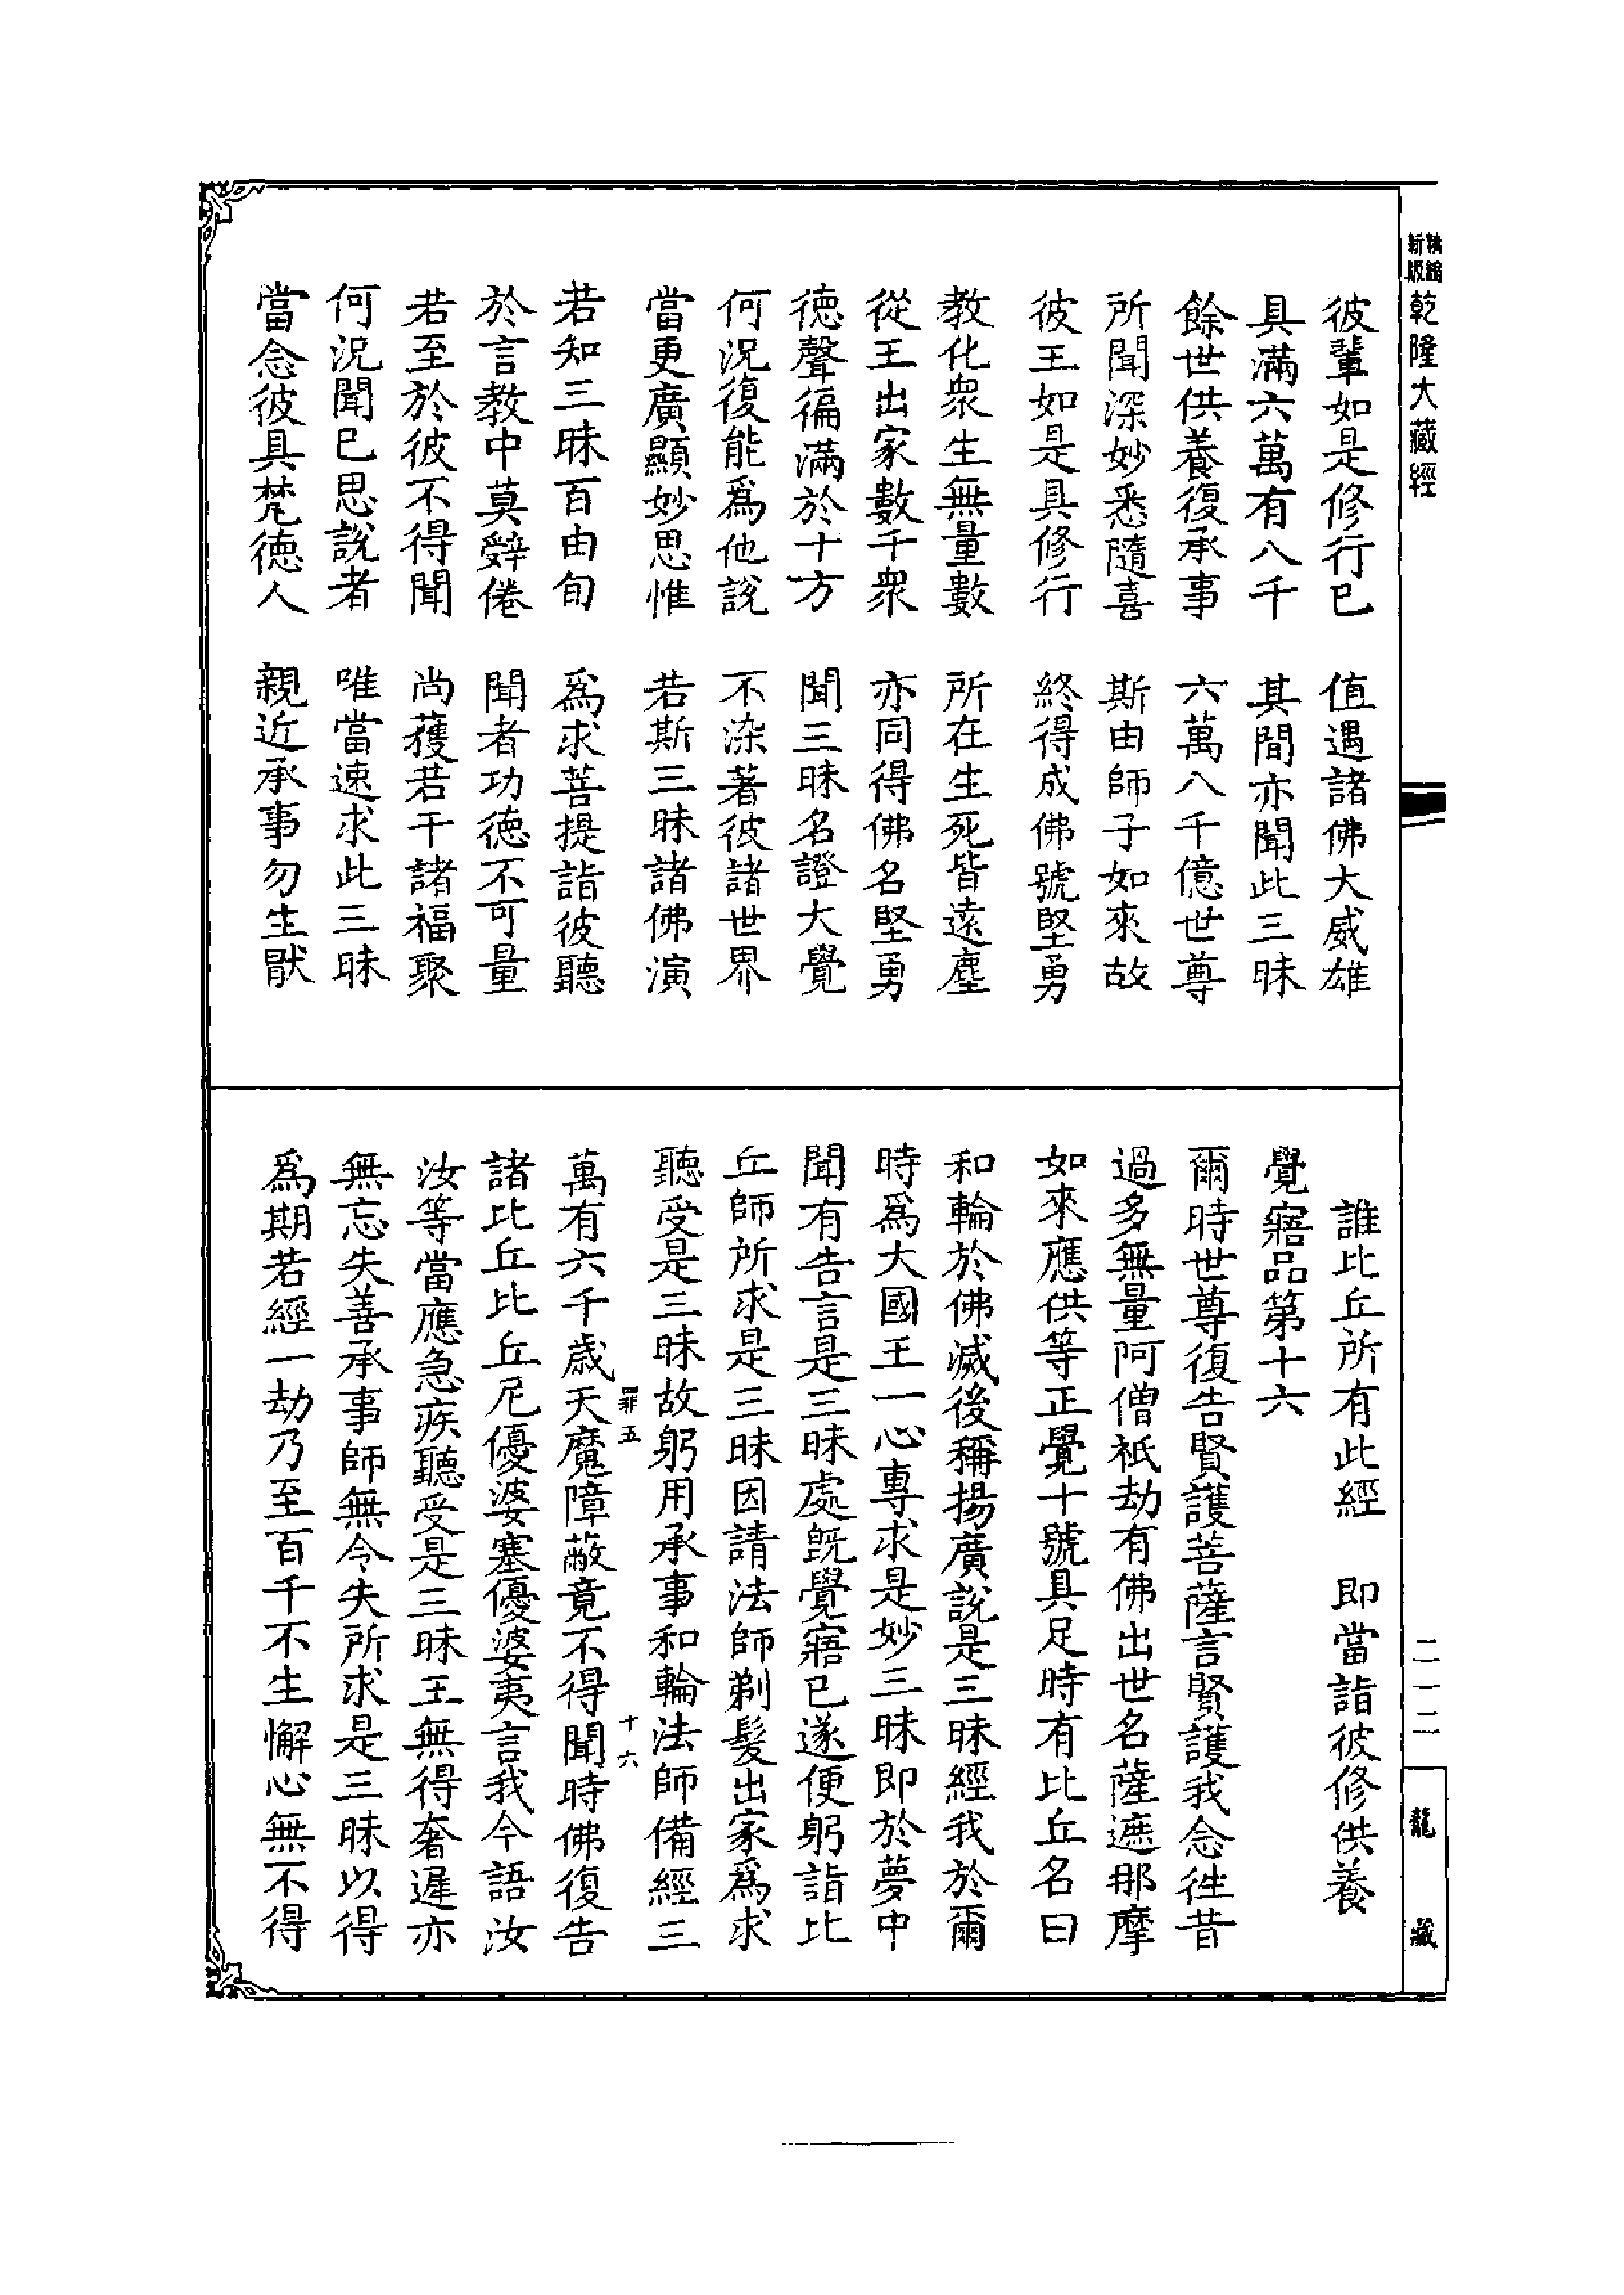 精縮
新版
乾隆大藏經
二一二
龍藏
彼輩如是修行已　值遇諸佛大威雄
具滿六萬有八千　其間亦聞此三昧
餘世供養復承事　六萬八千億世尊
所聞深妙悉隨喜　斯由師子如來故
彼王如是具修行　終得成佛號堅勇
教化眾生無量數　所在生死皆遠塵
從王出家數千眾　亦同得佛名堅勇
德聲徧滿於十方　聞三昧名證大覺
何況復能爲他說　不染著彼諸世界
當更廣顯妙思惟　若斯三昧諸佛演
若知三昧百由旬　爲求菩提詣彼聽
於言教中莫辭倦　聞者功德不可量
若至於彼不得聞　尚獲若干諸福聚
何況聞已思說者　唯當速求此三昧
當念彼具梵德人　親近承事勿生猒
誰比丘所有此經　即當詣彼修供養
覺寤品第十六
爾時世尊復告賢護菩薩言賢護我念往昔
過多無量阿僧祇劫有佛出世名薩遮那摩
如來應供等正覺十號具足時有比丘名曰
和輪於佛滅後稱揚廣說是三昧經我於爾
時爲大國王一心專求是妙三昧即於夢中
聞有告言是三昧處旣覺寤已遂便躬詣比
丘師所求是三昧因請法師剃髮出家爲求
聽受是三昧故躬用承事和輪法師備經三
罪五
十六
萬有六千歲天魔障蔽竟不得聞時佛復告
諸比丘比丘尼優婆塞優婆夷言我今語汝
汝等當應急疾聽受是三昧王無得奢遲亦
無忘失善承事師無令失所求是三昧以得
爲期若經一劫乃至百千不生懈心無不得